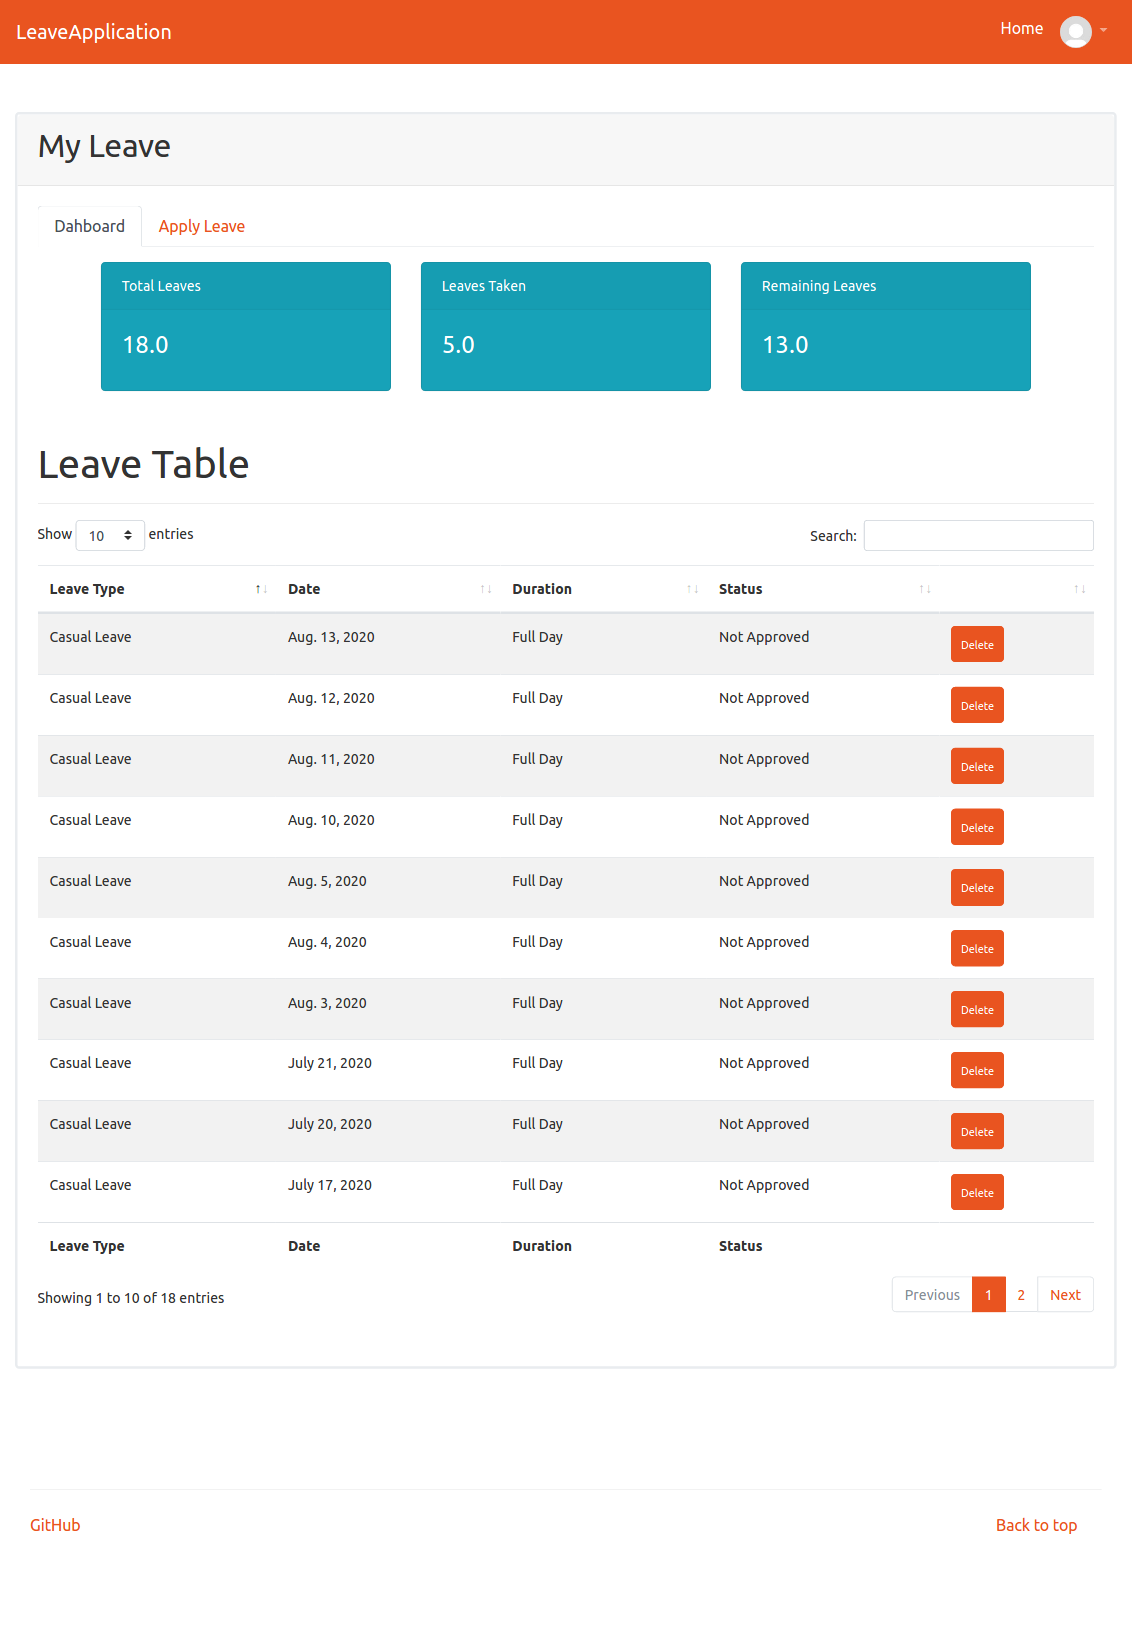 LeaveApplication Home
My Leave
Dahboard Apply Leave
Total Leaves Leaves Taken Remaining Leaves
18.0 5.0 13.0
Leave Table
Show 10 entries Search:
Leave Type Date Duration Status
Casual Leave Aug. 13, 2020 Full Day Not Approved Delete
Casual Leave Aug. 12, 2020 Full Day Not Approved Delete
Casual Leave Aug. 11, 2020 Full Day Not Approved Delete
Casual Leave Aug. 10, 2020 Full Day Not Approved Delete
Casual Leave Aug. 5, 2020 Full Day Not Approved Delete
Casual Leave Aug. 4, 2020 Full Day Not Approved Delete
Casual Leave Aug. 3, 2020 Full Day Not Approved Delete
Casual Leave July 21, 2020 Full Day Not Approved Delete
Casual Leave July 20, 2020 Full Day Not Approved Delete
Casual Leave July 17, 2020 Full Day Not Approved Delete
Leave Type Date Duration Status
Showing 1 to 10 of 18 entries Previous 1 2 Next
GitHub Back to top